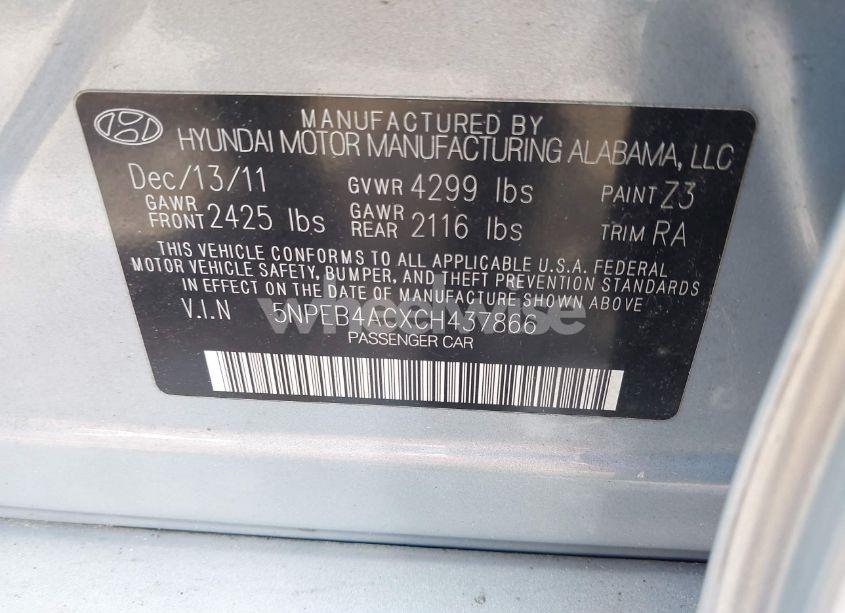 MANUFACTURED BY
HYUNDAI MOTOR MANUFACTURING ALABAMA, LLC
Dec/13/11 GVWR 4299 lbs PAINT Z3
GAWR FRONT 2425 lbs GAWR REAR 2116 lbs TRIM RA
THIS VEHICLE CONFORMS TO ALL APPLICABLE U.S.A. FEDERAL
MOTOR VEHICLE SAFETY, BUMPER, AND THEFT PREVENTION STANDARDS
IN EFFECT ON THE DATE OF MANUFACTURE SHOWN ABOVE
V.I.N 5NPEB4ACXCH437866
wheelwise
PASSENGER CAR